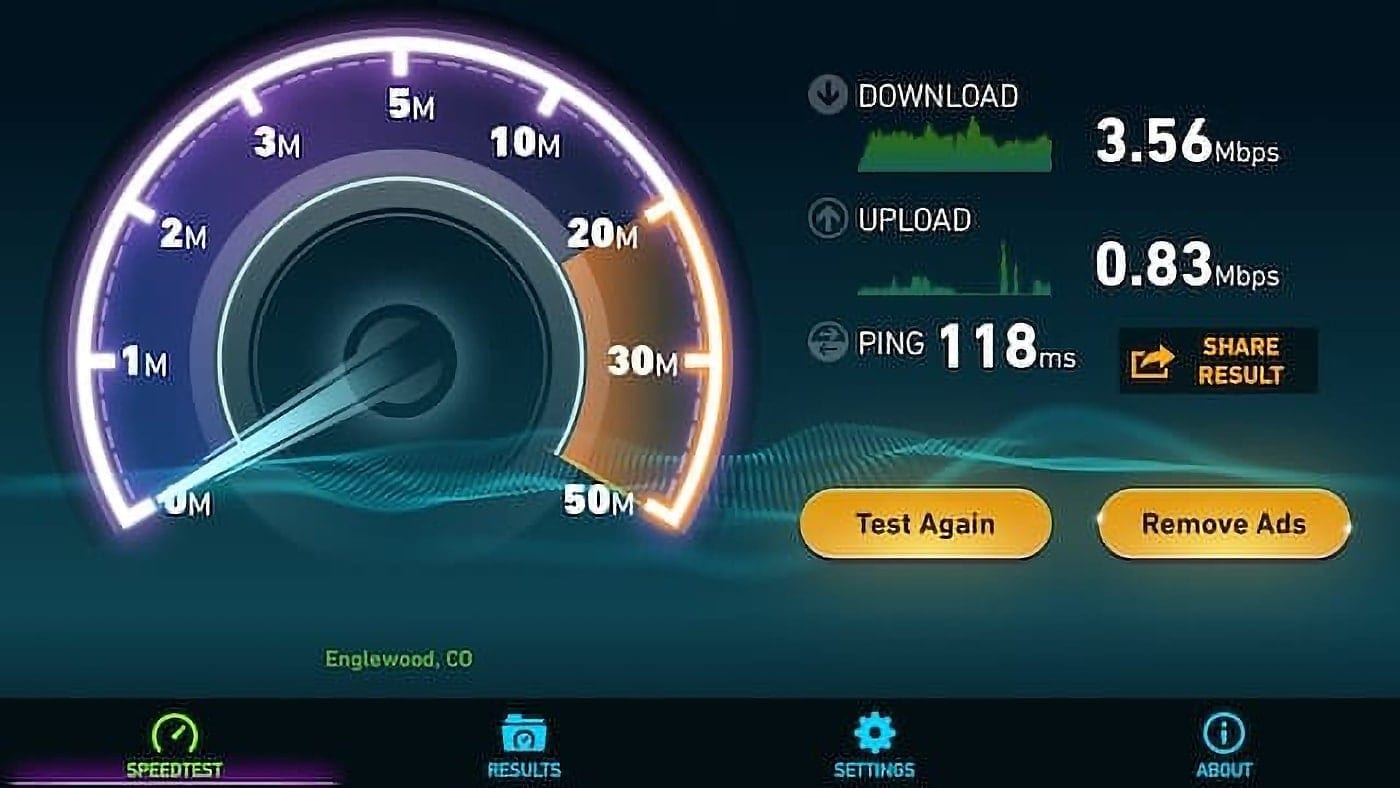 5M
3M
10M
2M
20M
1M
30M
0M
50M
DOWNLOAD
3.56Mbps
UPLOAD
0.83Mbps
PING 118ms
SHARE
RESULT
Test Again
Remove Ads
Englewood, CO
SPEEDTEST
RESULTS
SETTINGS
ABOUT